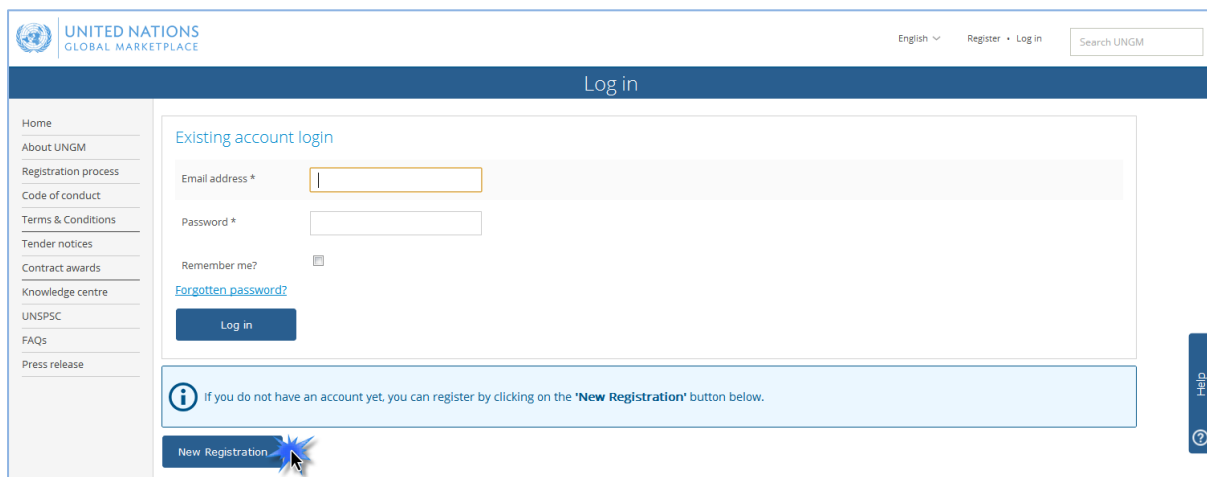 UNITED NATIONS
GLOBAL MARKETPLACE
English
Register • Log in
Search UNGM
Log in
Home
About UNGM
Registration process
Code of conduct
Terms & Conditions
Tender notices
Contract awards
Knowledge centre
UNSPSC
FAQs
Press release
Existing account login
Email address *
Password *
Remember me?
Forgotten password?
Log in
If you do not have an account yet, you can register by clicking on the 'New Registration' button below.
New Registration
Help